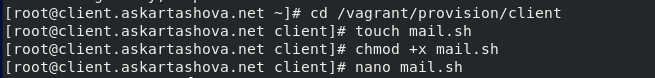 [root@client.askartashova.net ~]# cd /vagrant/provision/client
[root@client.askartashova.net client]# touch mail.sh
[root@client.askartashova.net client]# chmod +x mail.sh
[root@client.askartashova.net client]# nano mail.sh